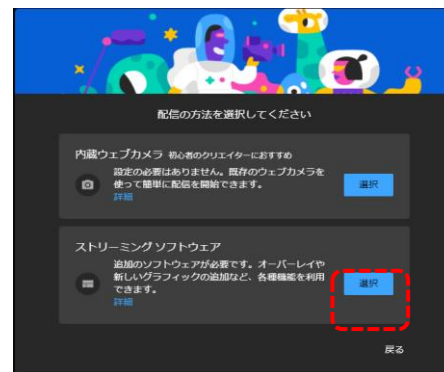 配信の方法を選択してください
内蔵ウェブカメラ 初心者のクリエイターにおすすめ
設定の必要はありません。既存のウェブカメラを
使って簡単に配信を開始できます。
詳細
選択
ストリーミングソフトウェア
追加のソフトウェアが必要です。オーバーレイや
新しいグラフィックの追加など、各種機能を利用
できます。
詳細
選択
戻る